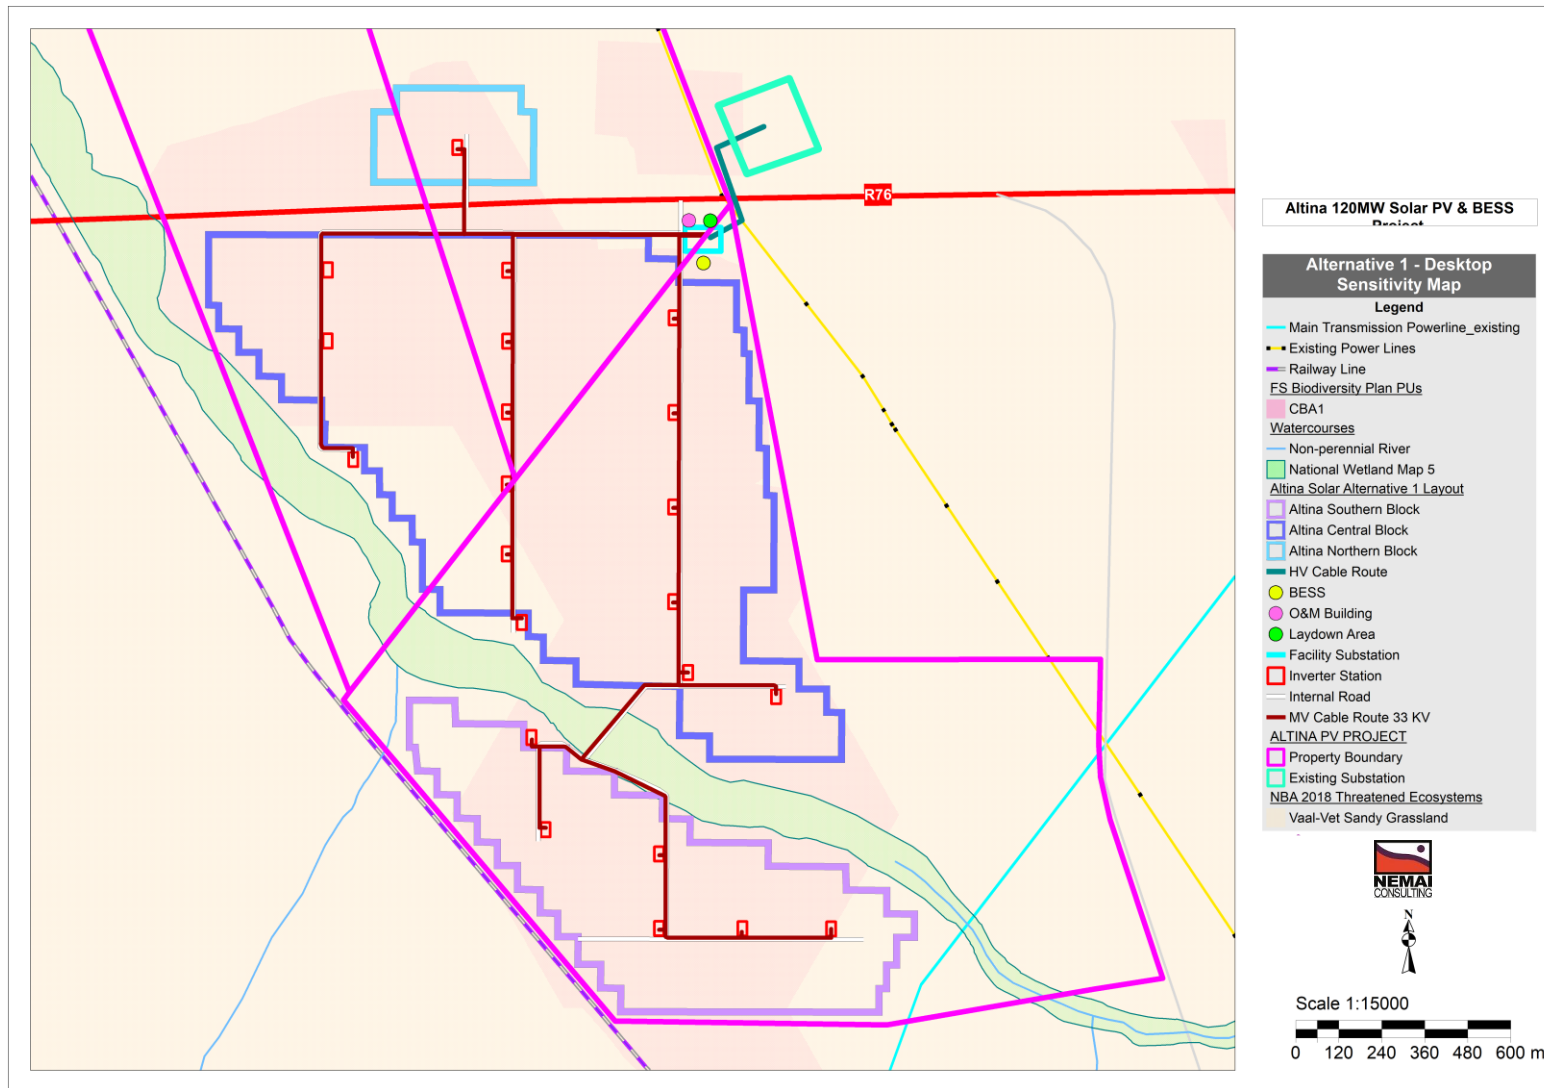 R76
Altina 120MW Solar PV & BESS
Project
Alternative 1 - Desktop
Sensitivity Map
Legend
Main Transmission Powerline_existing
Existing Power Lines
Railway Line
FS Biodiversity Plan PUs
CBA1
Watercourses
Non-perennial River
National Wetland Map 5
Altina Solar Alternative 1 Layout
Altina Southern Block
Altina Central Block
Altina Northern Block
HV Cable Route
BESS
O&M Building
Laydown Area
Facility Substation
Inverter Station
Internal Road
MV Cable Route 33 KV
ALTINA PV PROJECT
Property Boundary
Existing Substation
NBA 2018 Threatened Ecosystems
Vaal-Vet Sandy Grassland
NEMAI
CONSULTING
N
Scale 1:15000
0 120 240 360 480 600 m